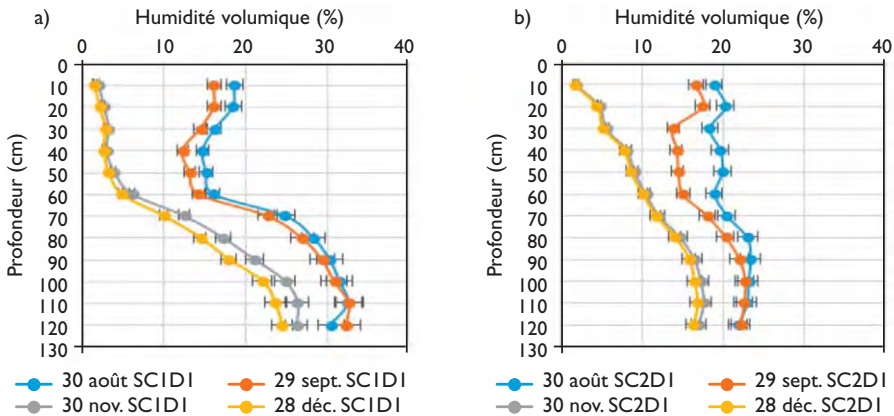 a) Humidité volumique (%)
0 10 20 30 40
Profondeur (cm)
0
10
20
30
40
50
60
70
80
90
100
110
120
130
30 août SC1D1 29 sept. SC1D1
30 nov. SC1D1 28 déc. SC1D1
b) Humidité volumique (%)
0 10 20 30 40
Profondeur (cm)
0
10
20
30
40
50
60
70
80
90
100
110
120
130
30 août SC2D1 29 sept. SC2D1
30 nov. SC2D1 28 déc. SC2D1